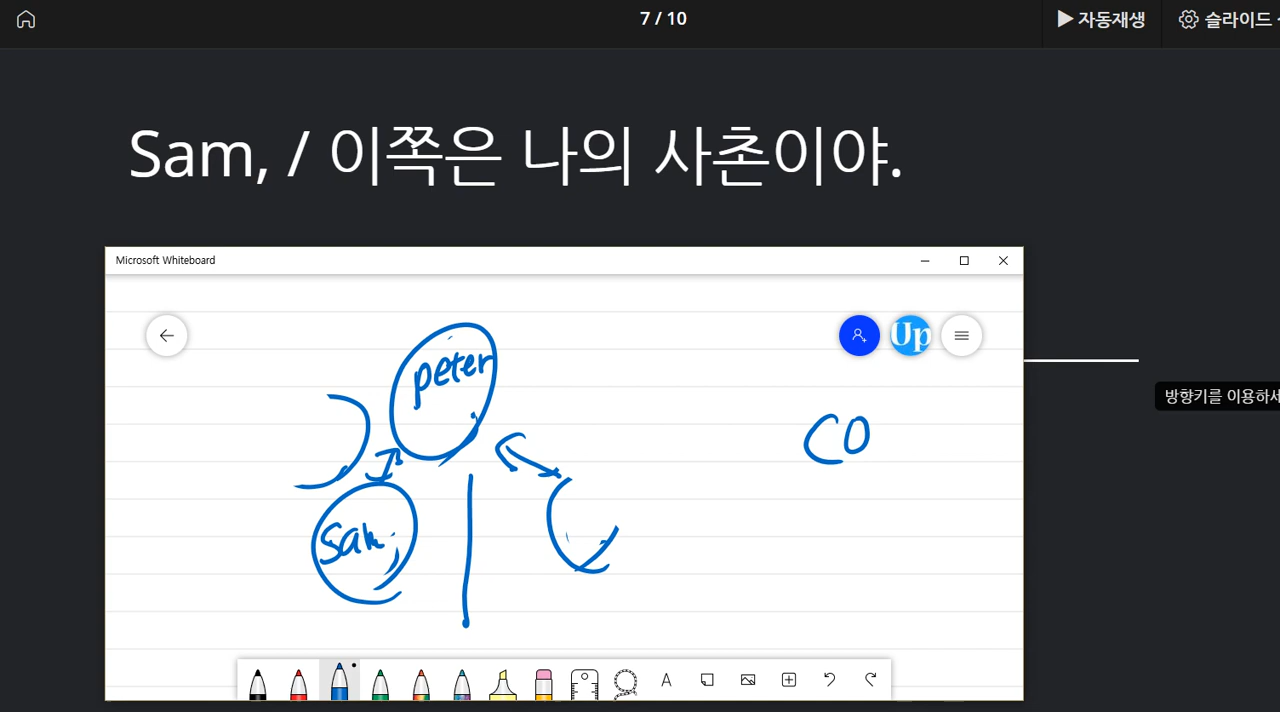 7 / 10
▶ 자동재생
슬라이드
Sam, / 이쪽은 나의 사촌이야.
Microsoft Whiteboard
Up
peter
방향키를 이용하세
CO
sam
A